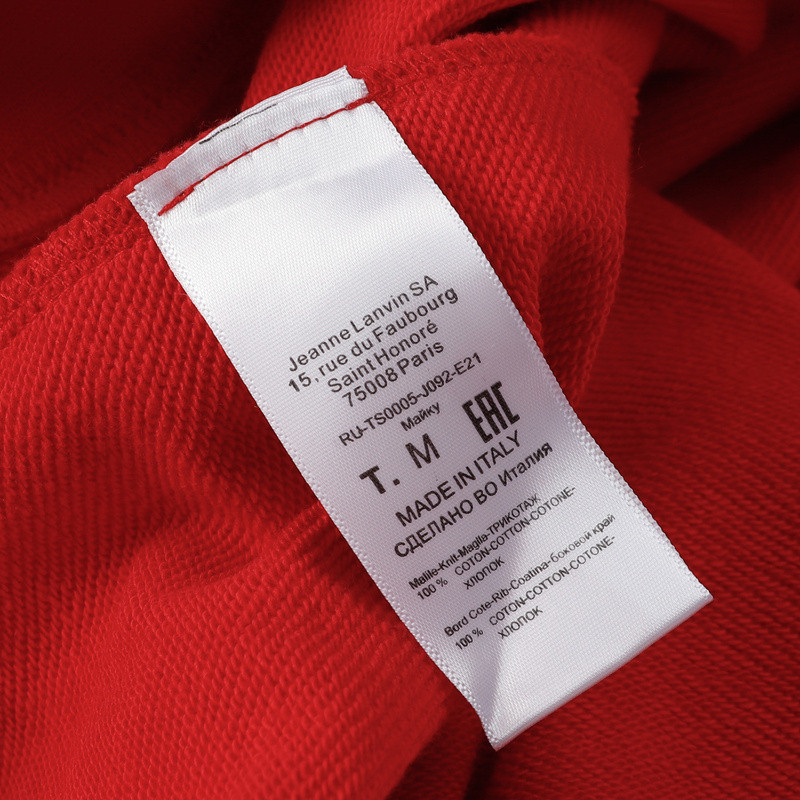 Jeanne Lanvin SA
15, rue du Faubourg
Saint Honoré
75008 Paris
RU-TS0005-J092-E21
Майку
T. M EAC
MADE IN ITALY
СДЕЛАНО ВО Италия
Malile-Knit-Maglle-ТРИКОТАЖ
100 % COTON-COTTON-COTONE-
ХЛОПОК
Bord Cote-Rib-Coatina-боковой край
100 % COTON-COTTON-COTONE-
ХЛОПОК